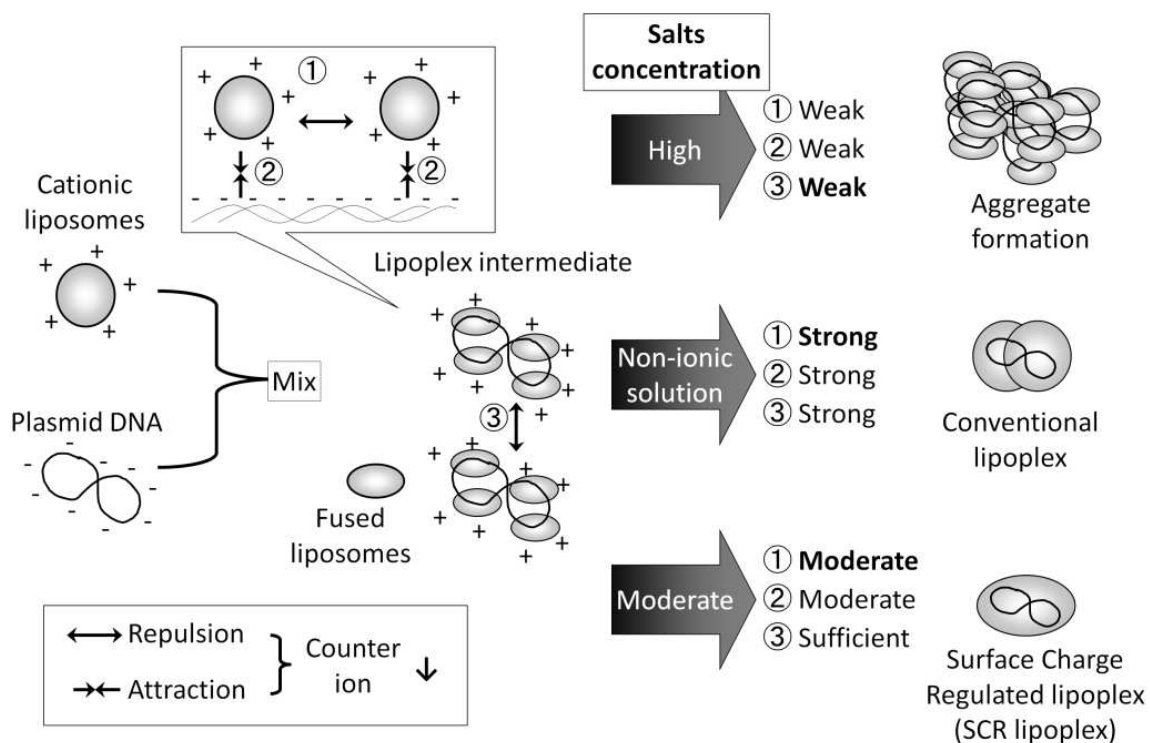 ①
②
②
Cationic
liposomes
Plasmid DNA
Mix
Lipoplex intermediate
③
Fused
liposomes
Repulsion
Attraction
Counter
ion
Salts
concentration
High
① Weak
② Weak
③ Weak
Aggregate
formation
Non-ionic
solution
① Strong
② Strong
③ Strong
Conventional
lipoplex
Moderate
① Moderate
② Moderate
③ Sufficient
Surface Charge
Regulated lipoplex
(SCR lipoplex)